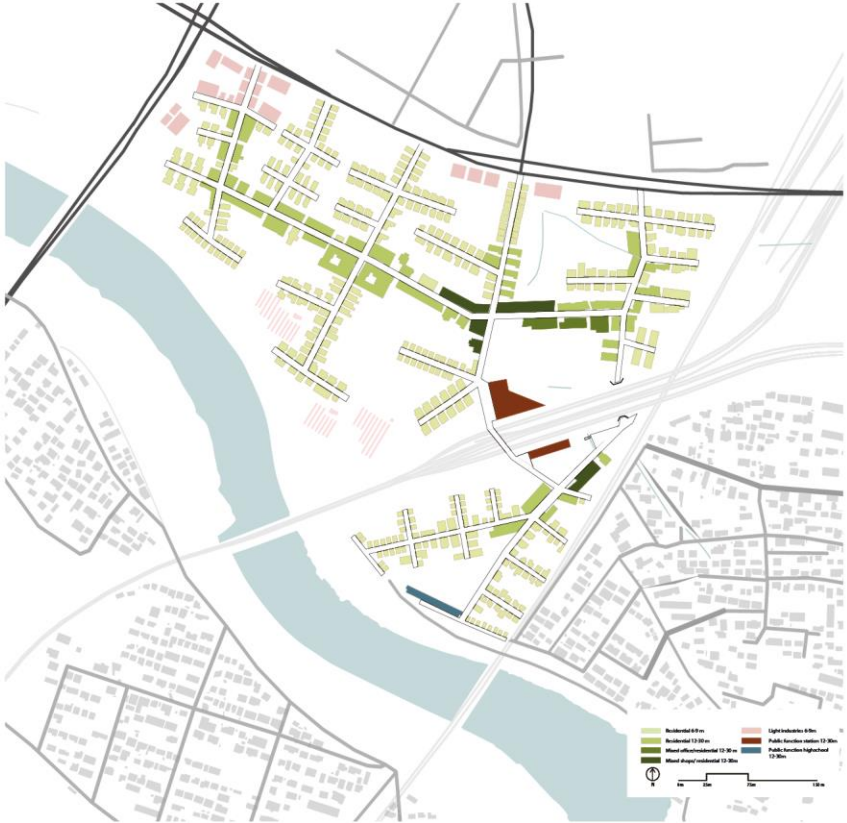 Residential 6-9 m
Residential 12-30 m
Mixed office/residential 12-30 m
Mixed shops/ residential 12-30m
Light industries 6-9m
Public function station 12-30m
Public function highschool
12-30m
N
0m
25m
75m